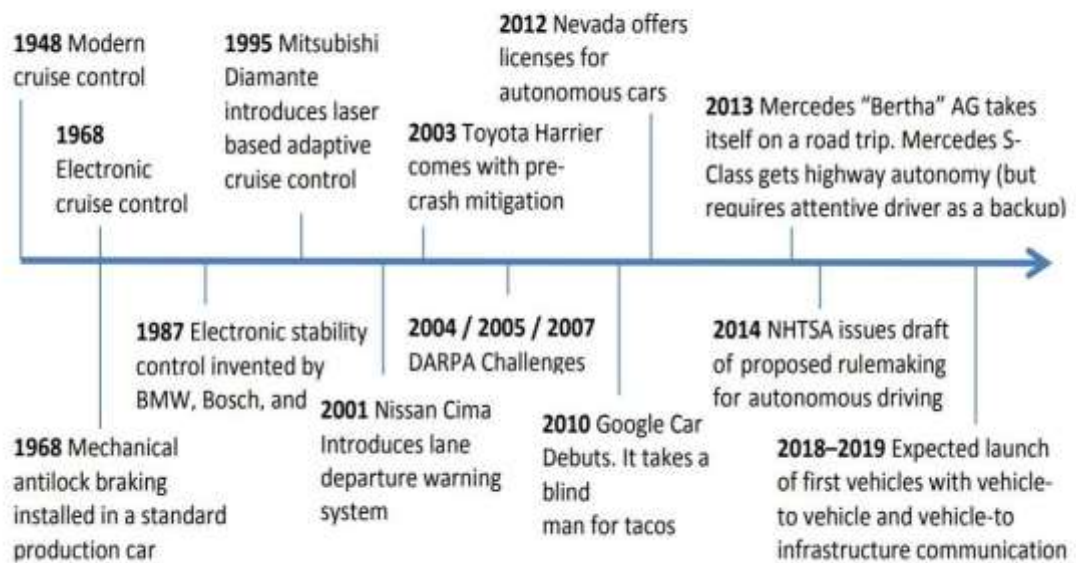 1948 Modern
cruise control
1968
Electronic
cruise control
1995 Mitsubishi
Diamante
introduces laser
based adaptive
cruise control
2003 Toyota Harrier
comes with pre-
crash mitigation
2012 Nevada offers
licenses for
autonomous cars
2013 Mercedes “Bertha” AG takes
itself on a road trip. Mercedes S-
Class gets highway autonomy (but
requires attentive driver as a backup)
1968 Mechanical
antilock braking
installed in a standard
production car
1987 Electronic stability
control invented by
BMW, Bosch, and
2001 Nissan Cima
Introduces lane
departure warning
system
2004 / 2005 / 2007
DARPA Challenges
2010 Google Car
Debuts. It takes a
blind
man for tacos
2014 NHTSA issues draft
of proposed rulemaking
for autonomous driving
2018–2019 Expected launch
of first vehicles with vehicle-
to vehicle and vehicle-to
infrastructure communication